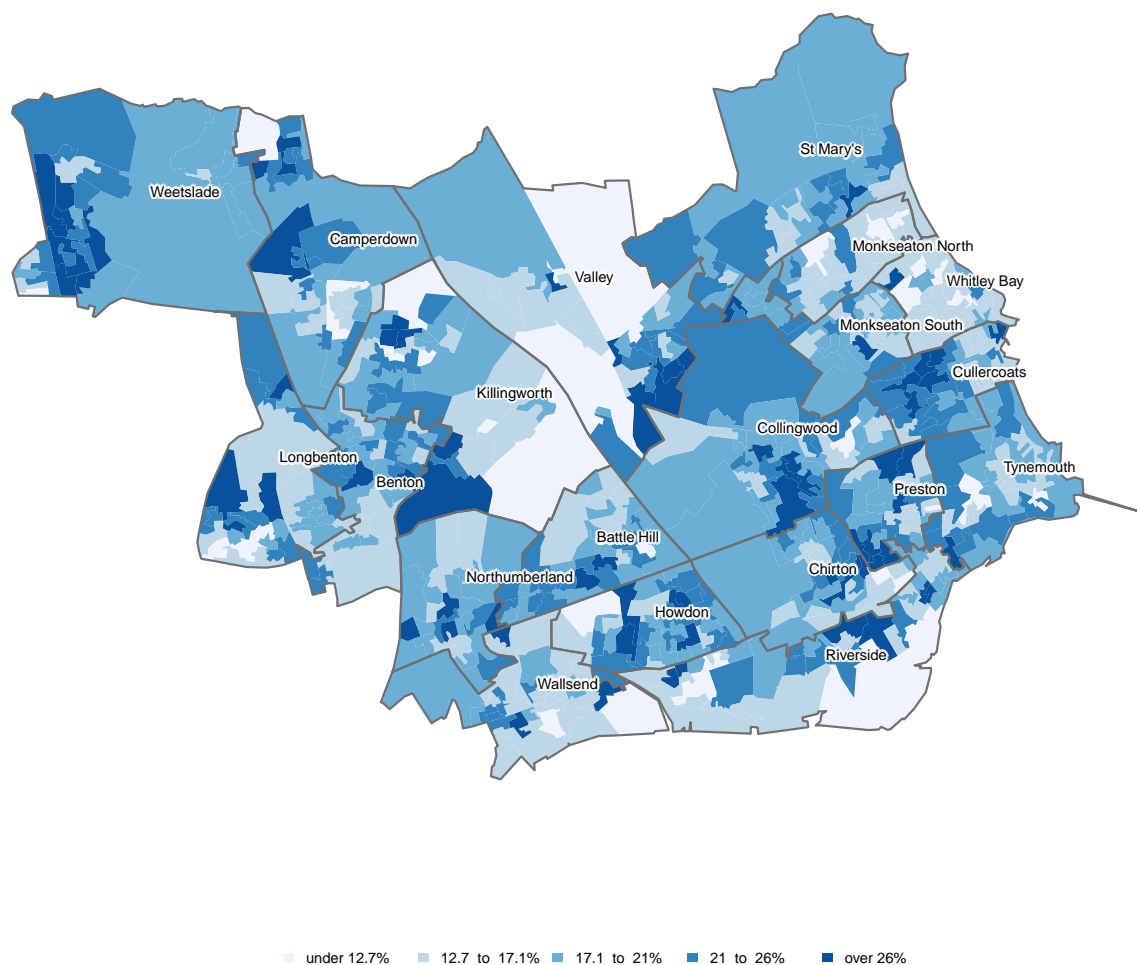 St Mary's
Weetslade
Camperdown
Monkseaton North
Valley
Whitley Bay
Monkseaton South
Cullercoats
Killingworth
Collingwood
Longbenton
Tynemouth
Benton
Preston
Battle Hill
Chirton
Northumberland
Howdon
Riverside
Wallsend
under 12.7% 12.7 to 17.1% 17.1 to 21% 21 to 26% over 26%